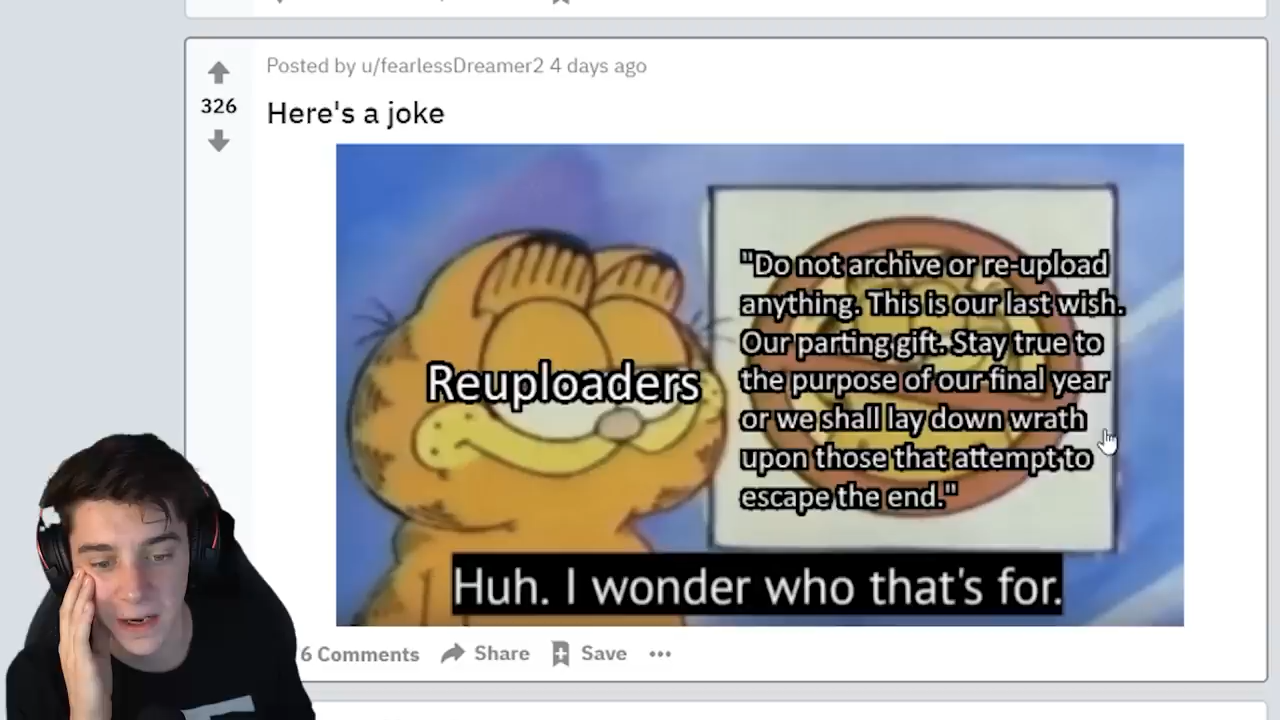 Posted by u/fearlessDreamer2 4 days ago
326
Here's a joke
"Do not archive or re-upload
anything. This is our last wish.
Our parting gift. Stay true to
the purpose of our final year
or we shall lay down wrath
upon those that attempt to
escape the end."
Reuploaders
Huh. I wonder who that's for.
6 Comments Share Save